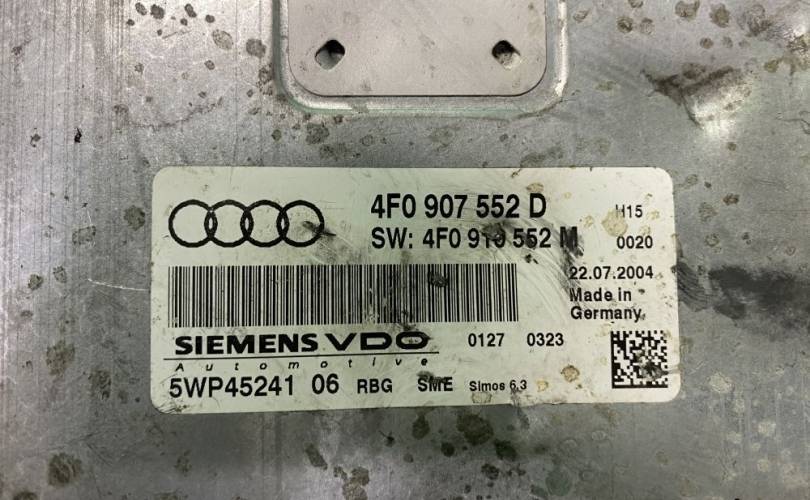 4F0 907 552 D
H15
SW: 4F0 910 552 M
0020
22.07.2004
Made in
Germany
SIEMENS VDO
0127 0323
Automotive
5WP45241 06 RBG SME Simos 6.3